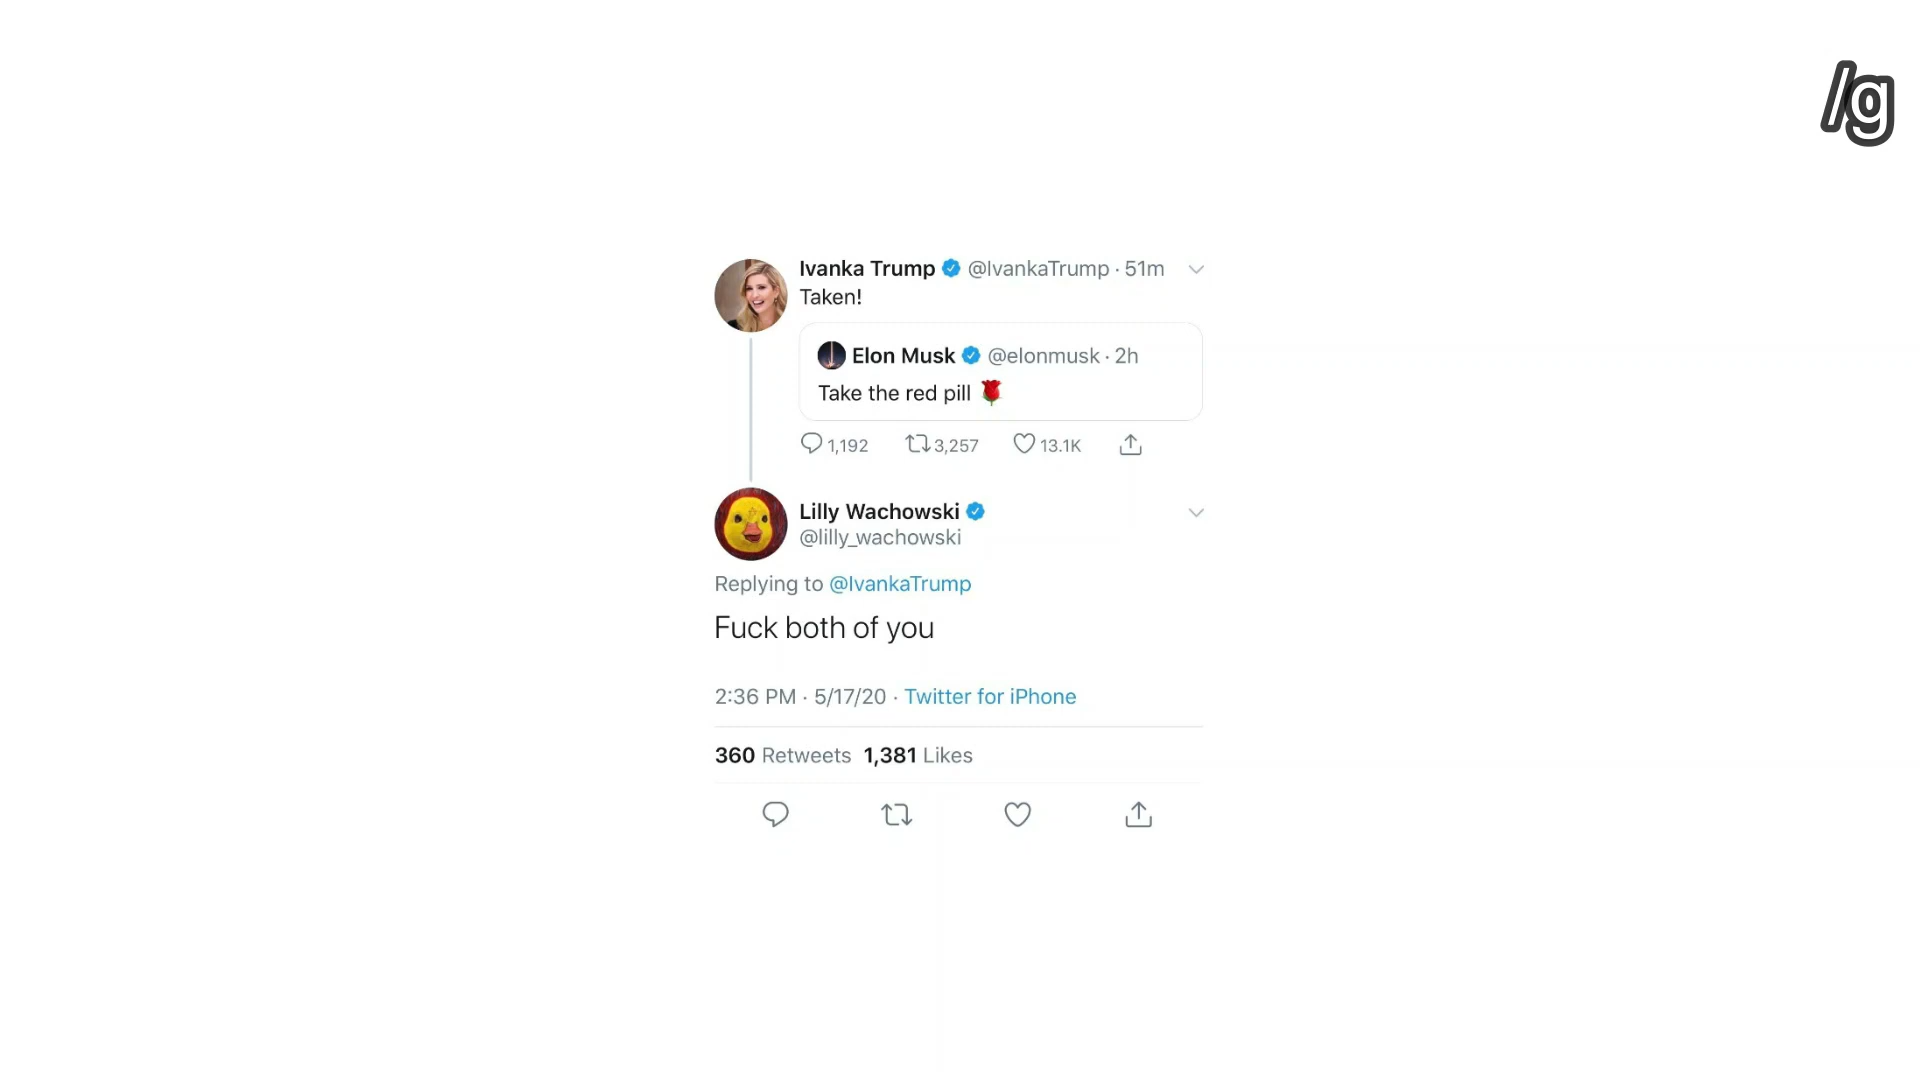 /g
Ivanka Trump @IvankaTrump · 51m
Taken!
Elon Musk @elonmusk · 2h
Take the red pill 🌹
1,192 3,257 13.1K
Lilly Wachowski
@lilly_wachowski
Replying to @IvankaTrump
Fuck both of you
2:36 PM · 5/17/20 · Twitter for iPhone
360 Retweets 1,381 Likes